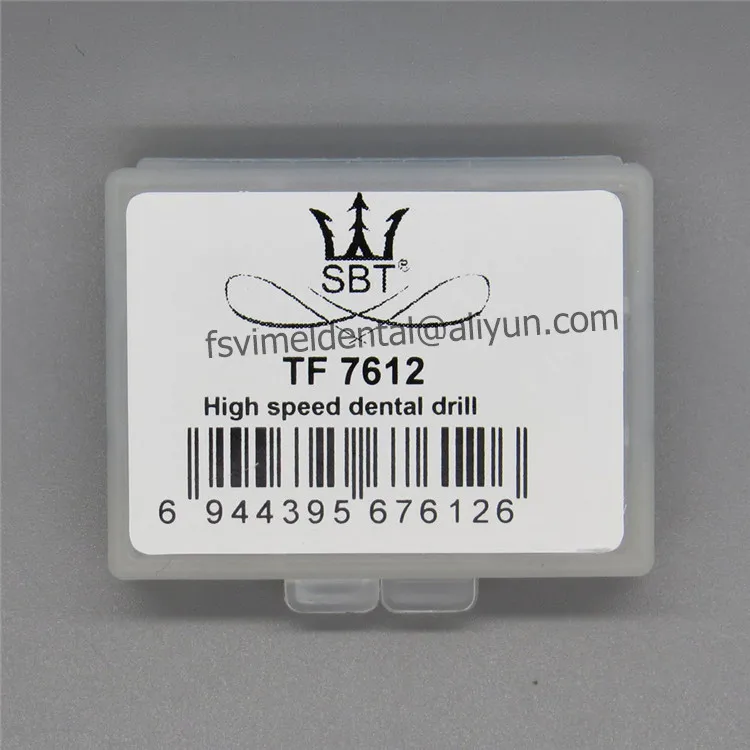 SBT®
fsvimeldental@aliyun.com
TF 7612
High speed dental drill
6 944395 676126